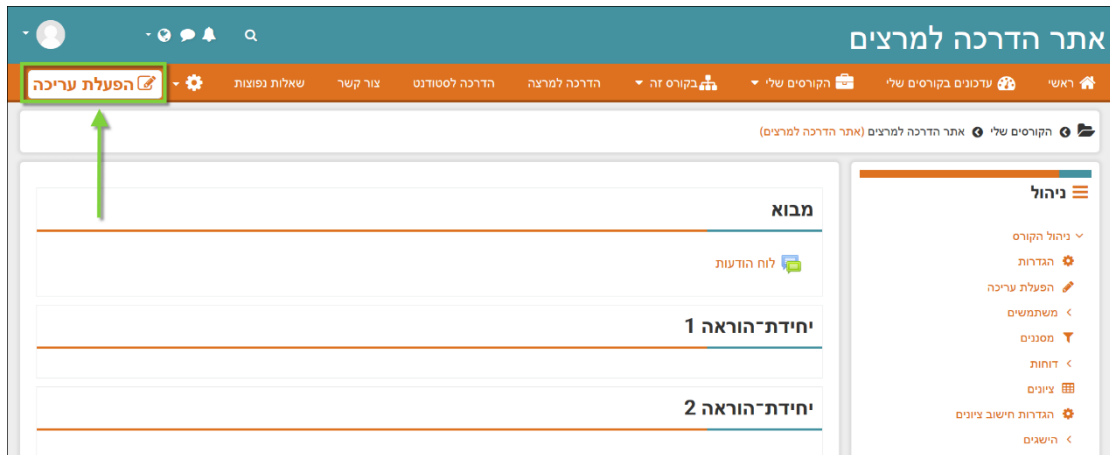 אתר הדרכה למרצים
ראשי עדכונים בקורסים שלי הקורסים שלי בקורס זה הדרכה למרצה הדרכה לסטודנט צור קשר שאלות נפוצות הפעלת עריכה
הקורסים שלי אתר הדרכה למרצים (אתר הדרכה למרצים)
ניהול
ניהול הקורס
הגדרות
הפעלת עריכה
משתמשים
מסננים
דוחות
ציונים
הגדרות חישוב ציונים
הישגים
מבוא
לוח הודעות
יחידת־הוראה 1
יחידת־הוראה 2